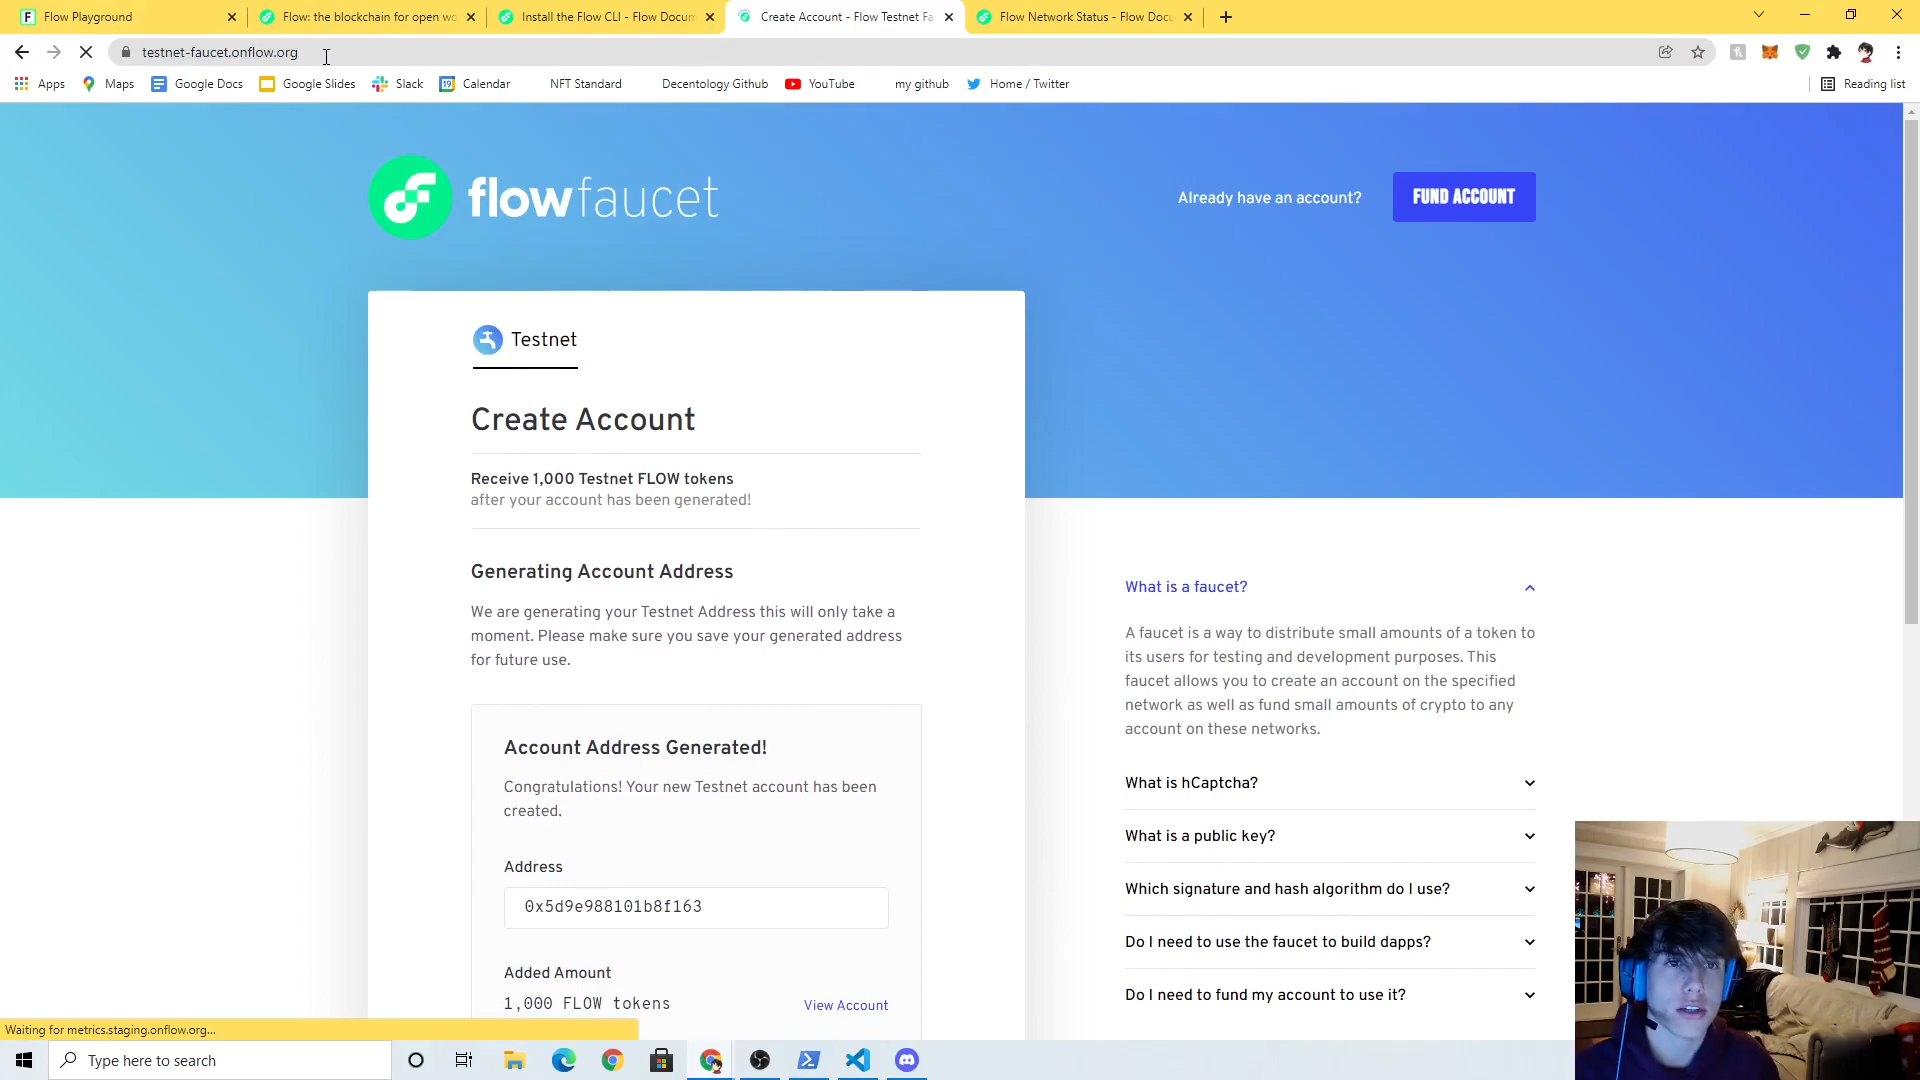 Flow Playground
Flow: the blockchain for open wo
Install the Flow CLI - Flow Docum
Create Account - Flow Testnet Fa
Flow Network Status - Flow Docu
testnet-faucet.onflow.org
Apps
Maps
Google Docs
Google Slides
Slack
Calendar
NFT Standard
Decentology Github
YouTube
my github
Home / Twitter
Reading list
flowfaucet
Already have an account?
FUND ACCOUNT
Testnet
Create Account
Receive 1,000 Testnet FLOW tokens
after your account has been generated!
Generating Account Address
We are generating your Testnet Address this will only take a
moment. Please make sure you save your generated address
for future use.
Account Address Generated!
Congratulations! Your new Testnet account has been
created.
Address
0x5d9e988101b8f163
Added Amount
1,000 FLOW tokens
View Account
What is a faucet?
A faucet is a way to distribute small amounts of a token to
its users for testing and development purposes. This
faucet allows you to create an account on the specified
network as well as fund small amounts of crypto to any
account on these networks.
What is hCaptcha?
What is a public key?
Which signature and hash algorithm do I use?
Do I need to use the faucet to build dapps?
Do I need to fund my account to use it?
Waiting for metrics.staging.onflow.org...
Type here to search